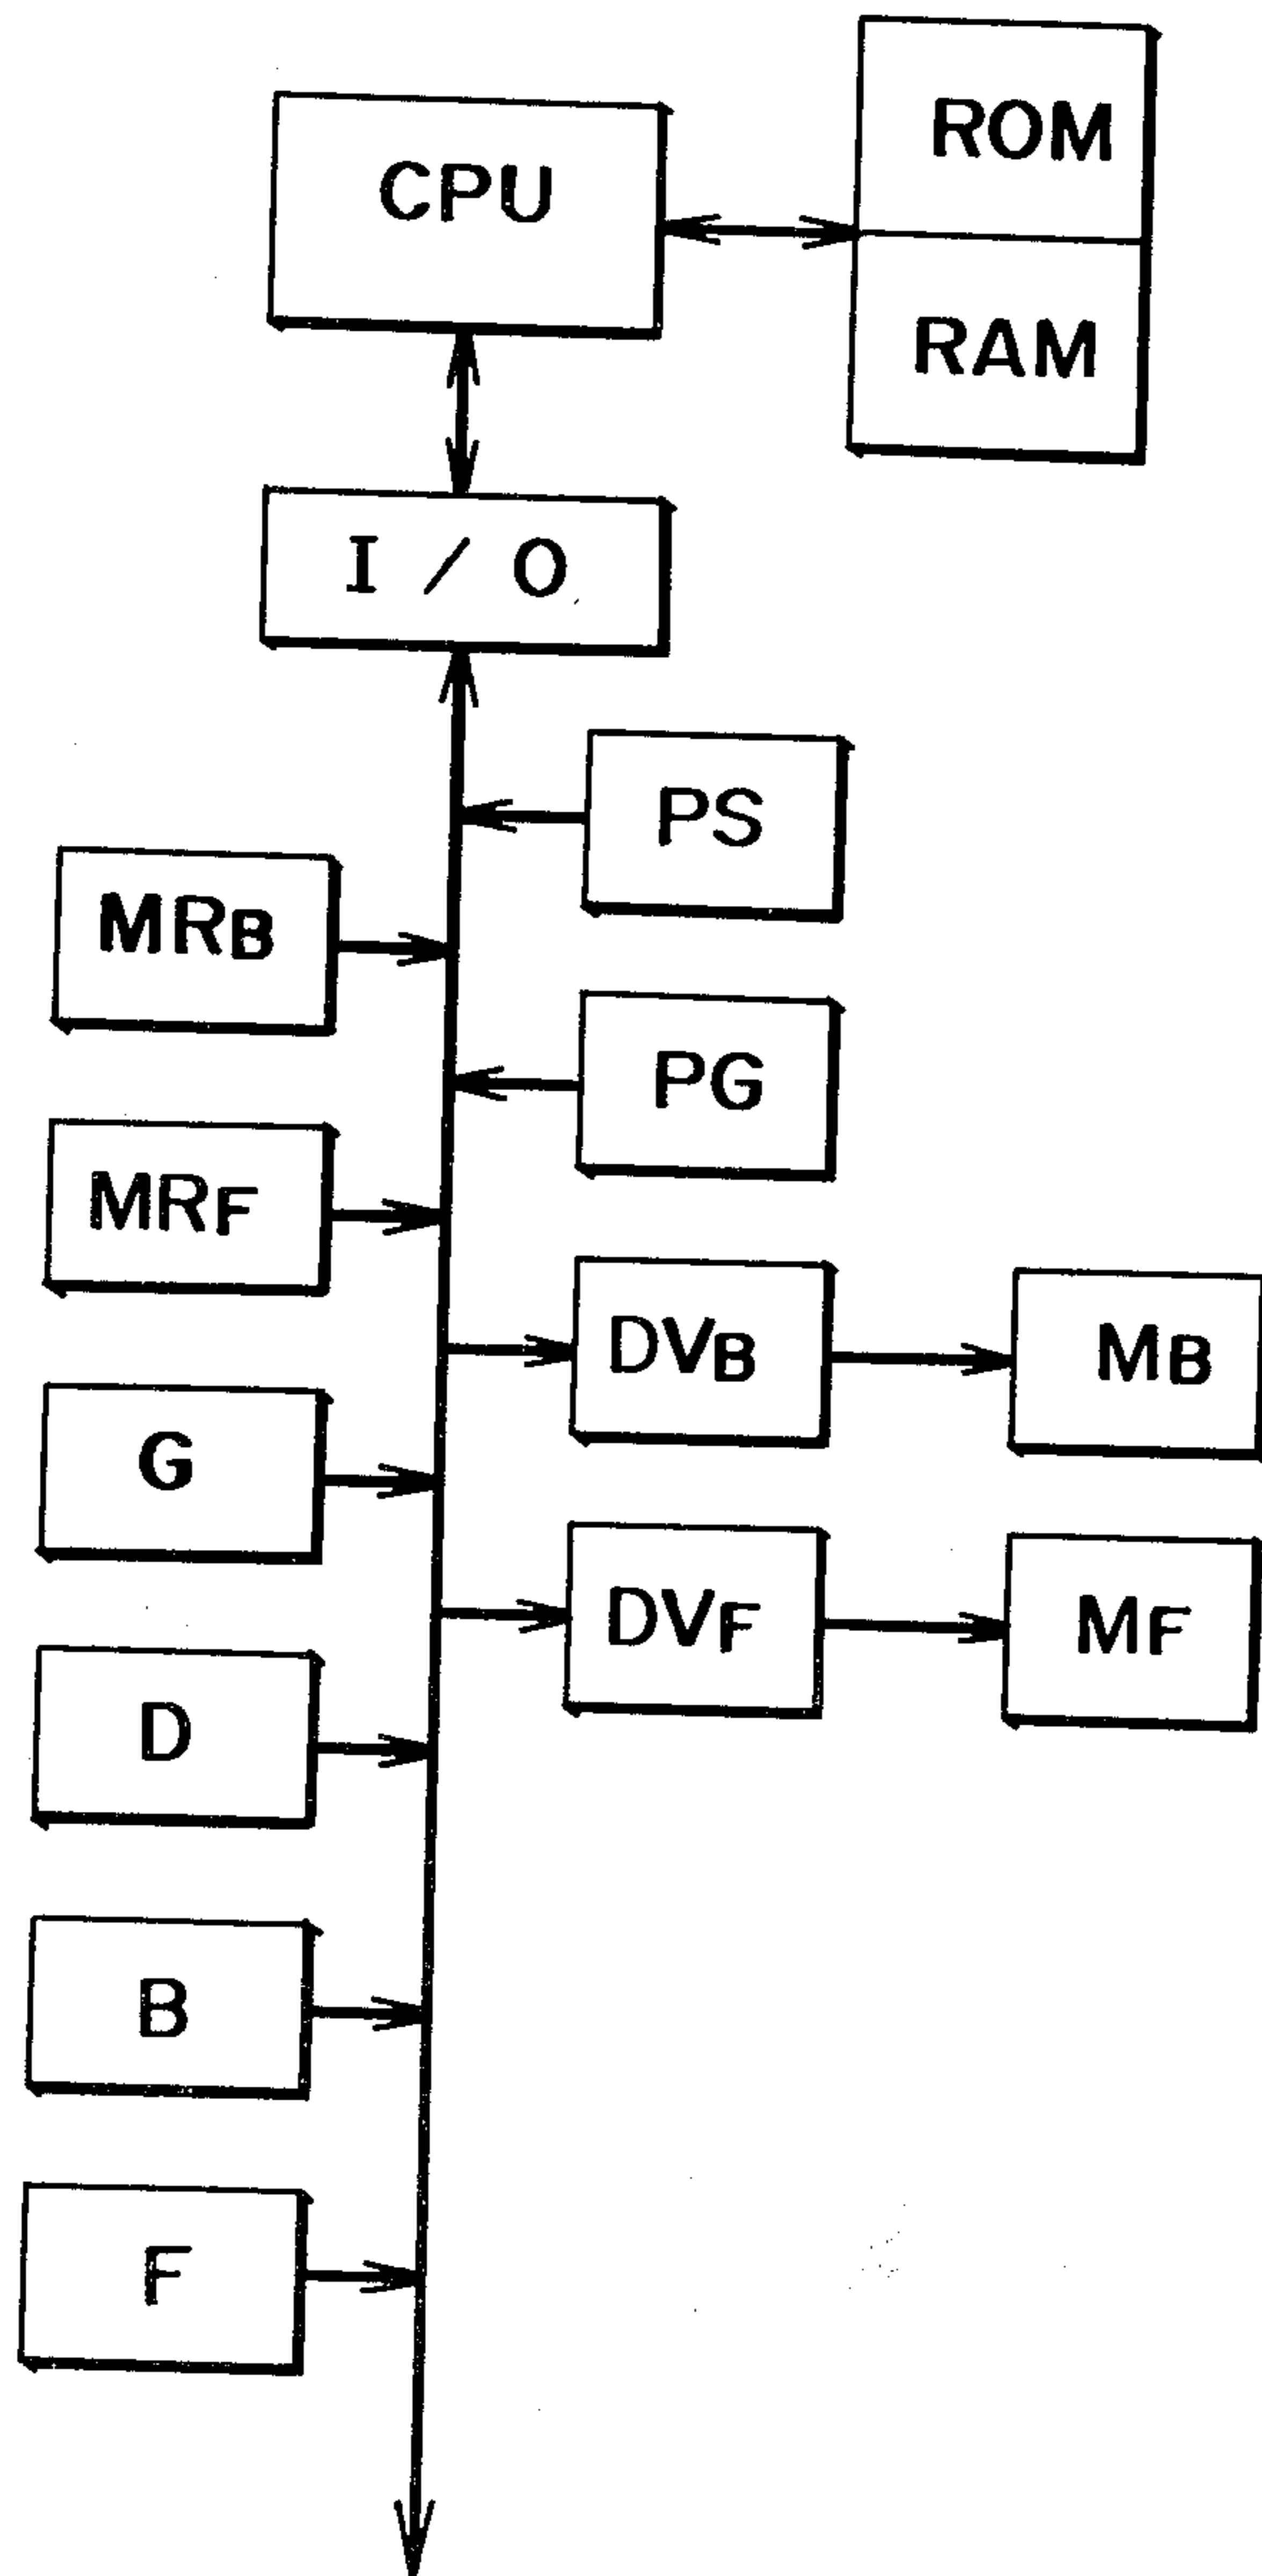 ROM
CPU
RAM
I / O
PS
MRB
PG
MRF
DVB
MB
G
DVF
MF
D
B
F